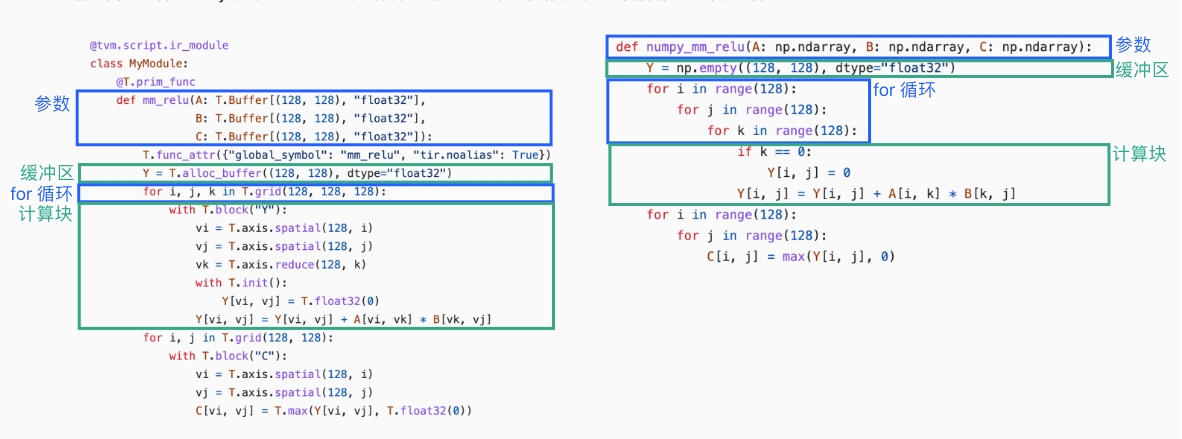 @tvm.script.ir_module
class MyModule:
    @T.prim_func
参数
    def mm_relu(A: T.Buffer[(128, 128), "float32"],
                B: T.Buffer[(128, 128), "float32"],
                C: T.Buffer[(128, 128), "float32"]):
        T.func_attr({"global_symbol": "mm_relu", "tir.noalias": True})
缓冲区
        Y = T.alloc_buffer((128, 128), dtype="float32")
for 循环
        for i, j, k in T.grid(128, 128, 128):
计算块
            with T.block("Y"):
                vi = T.axis.spatial(128, i)
                vj = T.axis.spatial(128, j)
                vk = T.axis.reduce(128, k)
                with T.init():
                    Y[vi, vj] = T.float32(0)
                Y[vi, vj] = Y[vi, vj] + A[vi, vk] * B[vk, vj]
        for i, j in T.grid(128, 128):
            with T.block("C"):
                vi = T.axis.spatial(128, i)
                vj = T.axis.spatial(128, j)
                C[vi, vj] = T.max(Y[vi, vj], T.float32(0))
def numpy_mm_relu(A: np.ndarray, B: np.ndarray, C: np.ndarray):
参数
    Y = np.empty((128, 128), dtype="float32")
缓冲区
    for i in range(128):
for 循环
        for j in range(128):
            for k in range(128):
                if k == 0:
计算块
                    Y[i, j] = 0
                Y[i, j] = Y[i, j] + A[i, k] * B[k, j]
    for i in range(128):
        for j in range(128):
            C[i, j] = max(Y[i, j], 0)